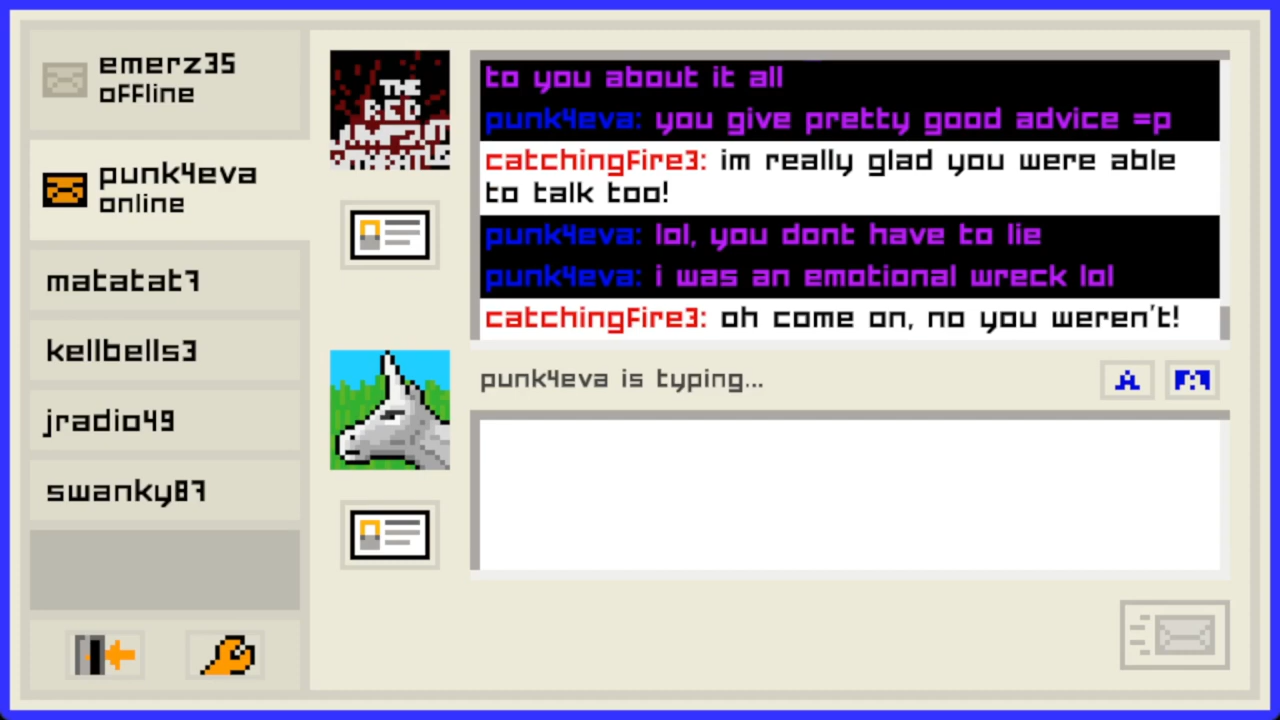 emerz35
offline
punk4eva
online
matatat7
kellbells3
jradio49
swanky87
THE
RED
to you about it all
punk4eva: you give pretty good advice =p
catchingfire3: im really glad you were able
to talk too!
punk4eva: lol, you dont have to lie
punk4eva: i was an emotional wreck lol
catchingfire3: oh come on, no you weren't!
punk4eva is typing...
A